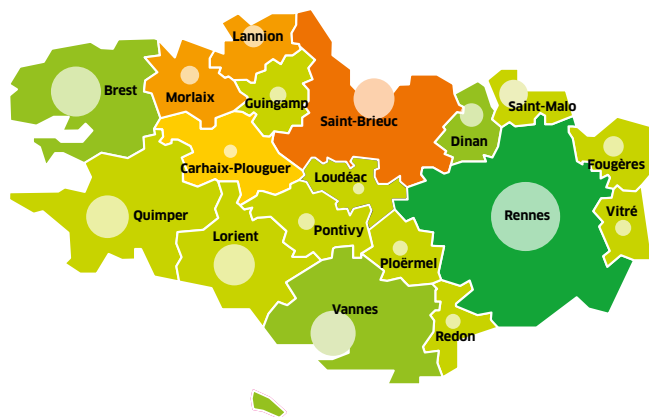 Lannion
Brest
Morlaix
Guingamp
Saint-Malo
Saint-Brieuc
Dinan
Fougères
Carhaix-Plouguer
Loudéac
Quimper
Rennes
Vitré
Lorient
Pontivy
Ploërmel
Vannes
Redon